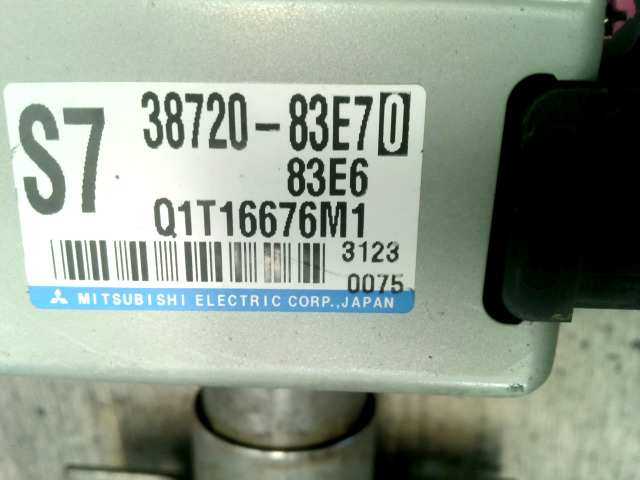 S7
38720-83E70
83E6
Q1T16676M1
3123
0075
MITSUBISHI ELECTRIC CORP., JAPAN